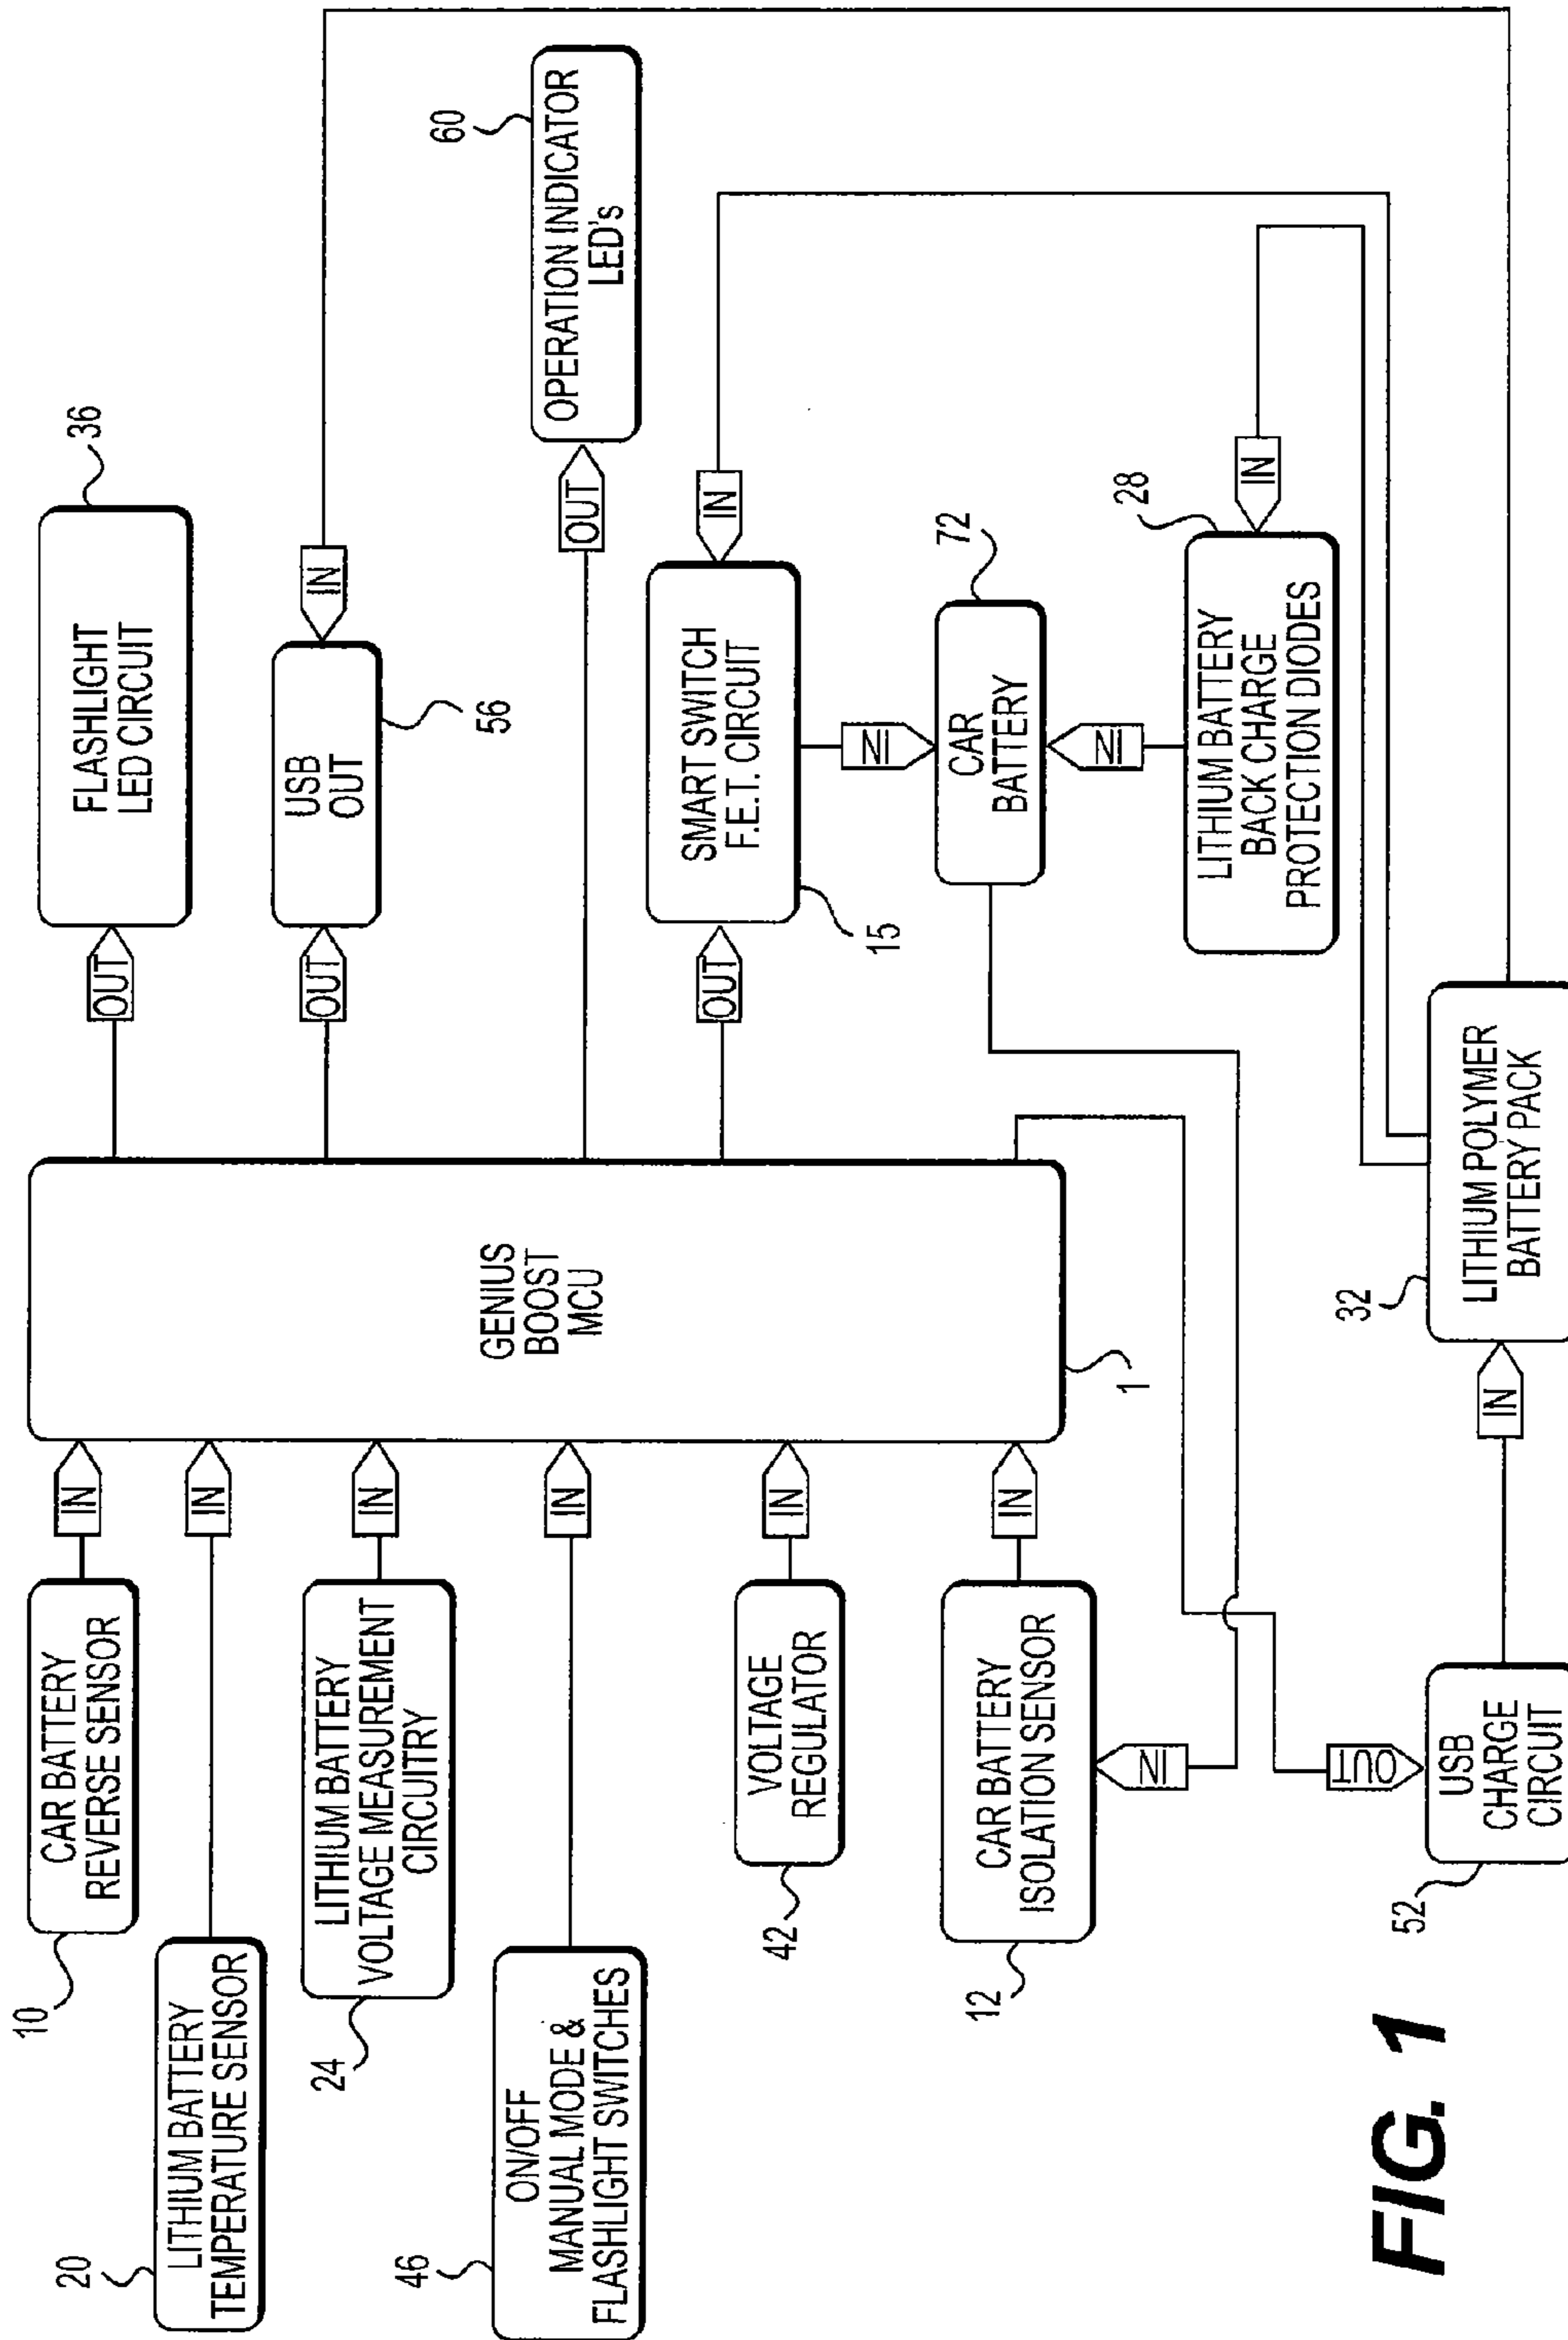 10
CAR BATTERY
REVERSE SENSOR
IN
20
LITHIUM BATTERY
TEMPERATURE SENSOR
IN
24
LITHIUM BATTERY
VOLTAGE MEASUREMENT
CIRCUITRY
IN
46
ON/OFF
MANUAL MODE &
FLASHLIGHT SWITCHES
IN
42
VOLTAGE
REGULATOR
IN
12
CAR BATTERY
ISOLATION SENSOR
IN
IN
GENIUS
BOOST
MCU
1
OUT
FLASHLIGHT
LED CIRCUIT
36
OUT
USB
OUT
56
IN
OUT
OPERATION INDICATOR
LED's
60
OUT
SMART SWITCH
F.E.T. CIRCUIT
15
IN
IN
CAR
BATTERY
72
IN
LITHIUM BATTERY
BACK CHARGE
PROTECTION DIODES
28
IN
OUT
USB
CHARGE
CIRCUIT
52
IN
LITHIUM POLYMER
BATTERY PACK
32
FIG. 1